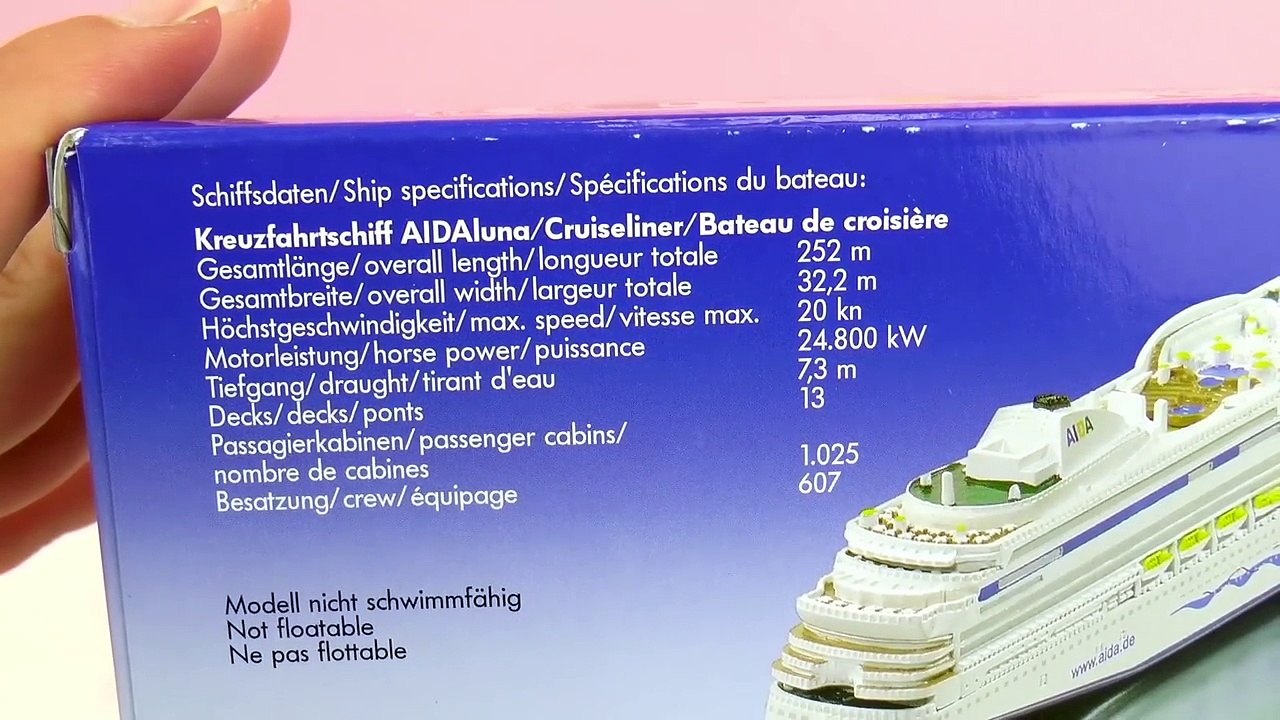 Schiffsdaten/Ship specifications/Spécifications du bateau:
Kreuzfahrtschiff AIDAluna/Cruiseliner/Bateau de croisière
Gesamtlänge/overall length/longueur totale 252 m
Gesamtbreite/overall width/largeur totale 32,2 m
Höchstgeschwindigkeit/max. speed/vitesse max. 20 kn
Motorleistung/horse power/puissance 24.800 kW
Tiefgang/draught/tirant d'eau 7,3 m
Decks/decks/ponts 13
Passagierkabinen/passenger cabins/
nombre de cabines 1.025
Besatzung/crew/équipage 607
Modell nicht schwimmfähig
Not floatable
Ne pas flottable
AIDA
www.aida.de